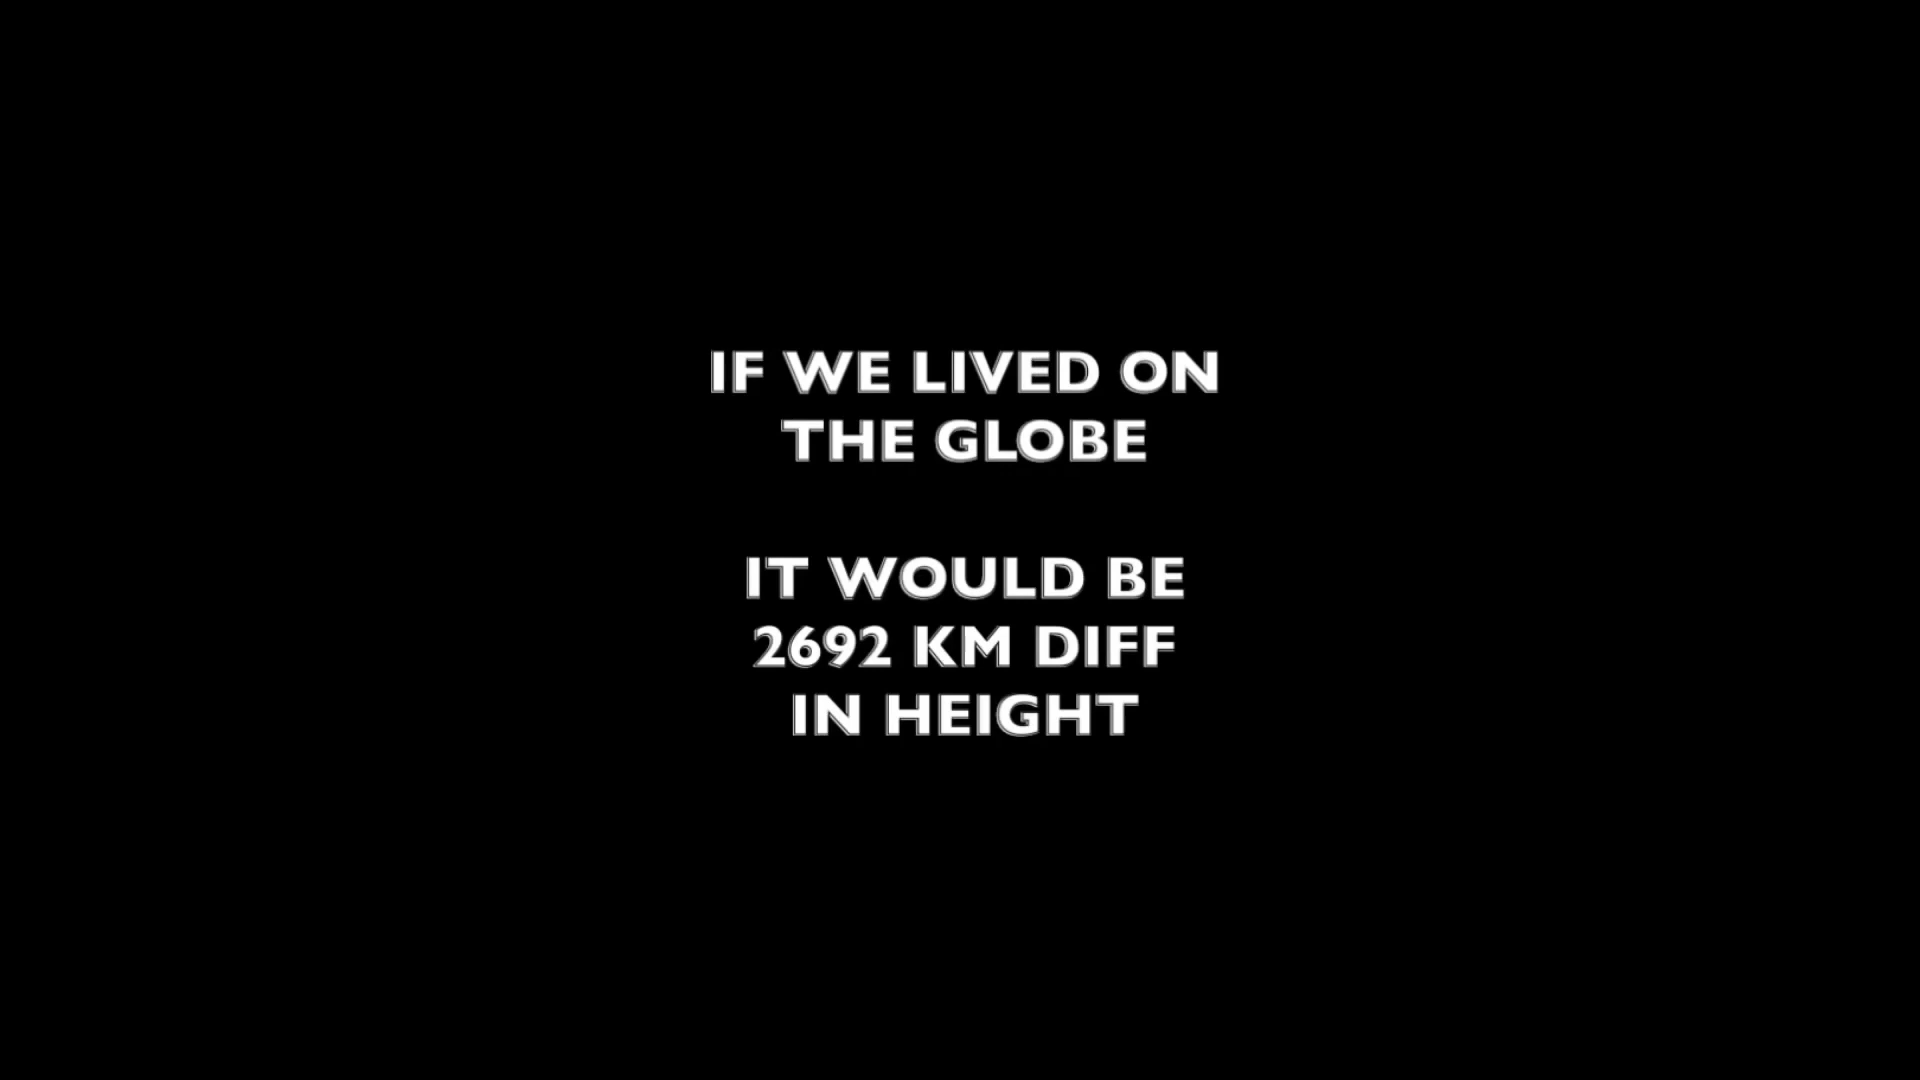 IF WE LIVED ON
THE GLOBE
IT WOULD BE
2692 KM DIFF
IN HEIGHT